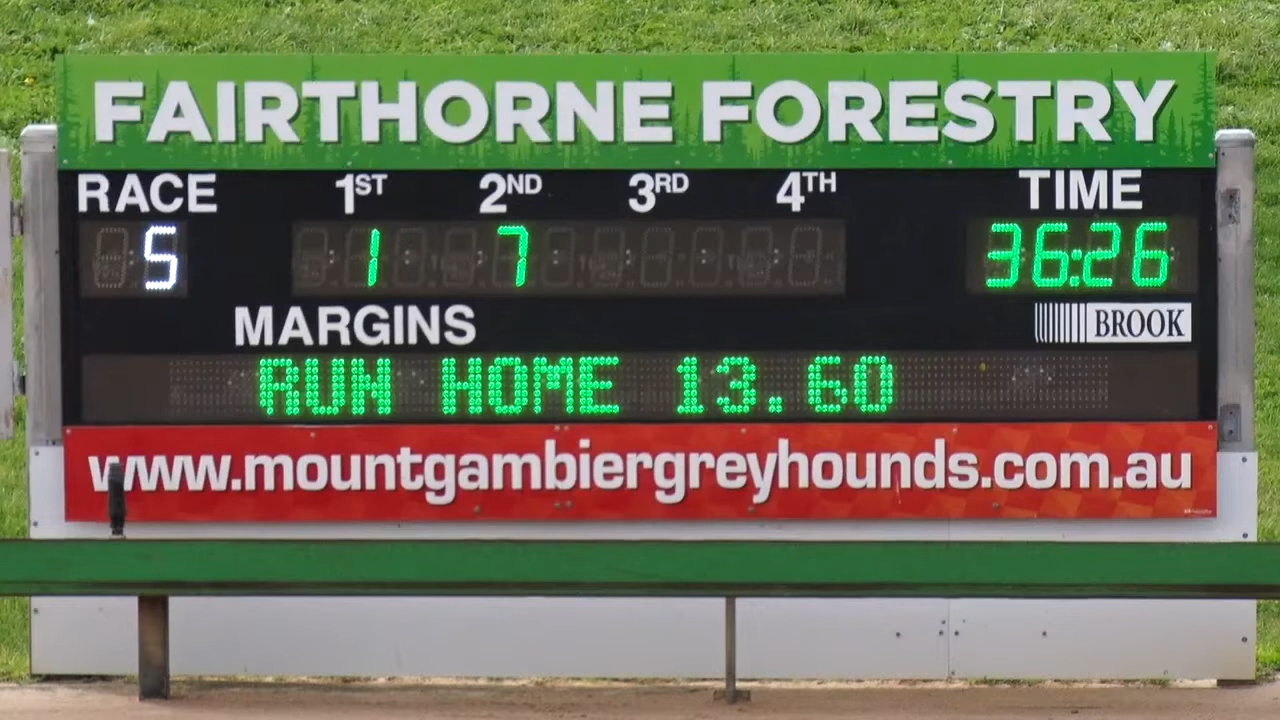 FAIRTHORNE FORESTRY
RACE 1ST 2ND 3RD 4TH TIME
5 1 7 36:26
MARGINS BROOK
RUN HOME 13.60
www.mountgambiergreyhounds.com.au